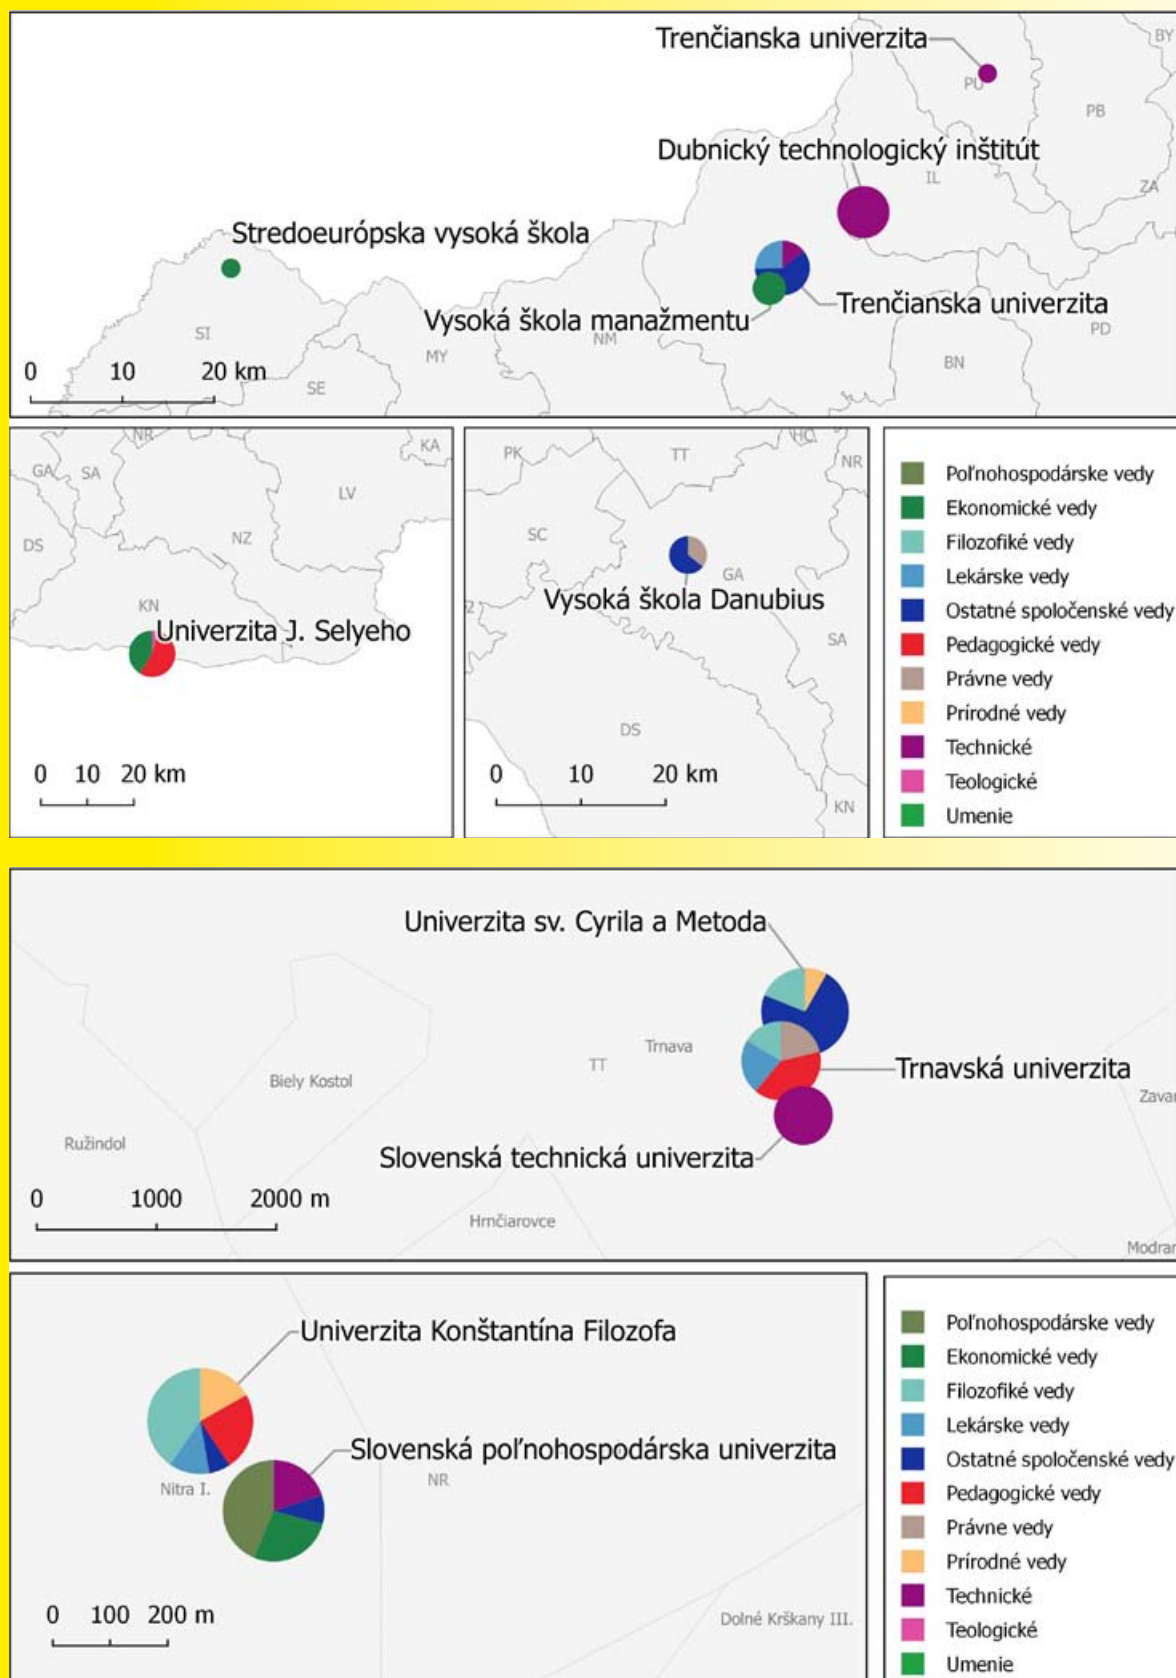 Trenčianska univerzita
BY
PU
PB
Dubnický technologický inštitút
IL
ZA
Stredoeurópska vysoká škola
Trenčianska univerzita
Vysoká škola manažmentu
SI
NM
PD
MY
BN
SE
0 10 20 km
NR
KA
GA
SA
LV
DS
NZ
KN
Univerzita J. Selyeho
0 10 20 km
PK
TT
HC
NR
SC
GA
Vysoká škola Danubius
SA
DS
KN
0 10 20 km
Poľnohospodárske vedy
Ekonomické vedy
Filozofiké vedy
Lekárske vedy
Ostatné spoločenské vedy
Pedagogické vedy
Právne vedy
Prírodné vedy
Technické
Teologické
Umenie
Univerzita sv. Cyrila a Metoda
Trnava
TT
Trnavská univerzita
Biely Kostol
Zavar
Ružindol
Slovenská technická univerzita
0 1000 2000 m
Hrnčiarovce
Modran
Univerzita Konštantína Filozofa
Slovenská poľnohospodárska univerzita
Nitra I.
NR
0 100 200 m
Dolné Krškany III.
Poľnohospodárske vedy
Ekonomické vedy
Filozofiké vedy
Lekárske vedy
Ostatné spoločenské vedy
Pedagogické vedy
Právne vedy
Prírodné vedy
Technické
Teologické
Umenie